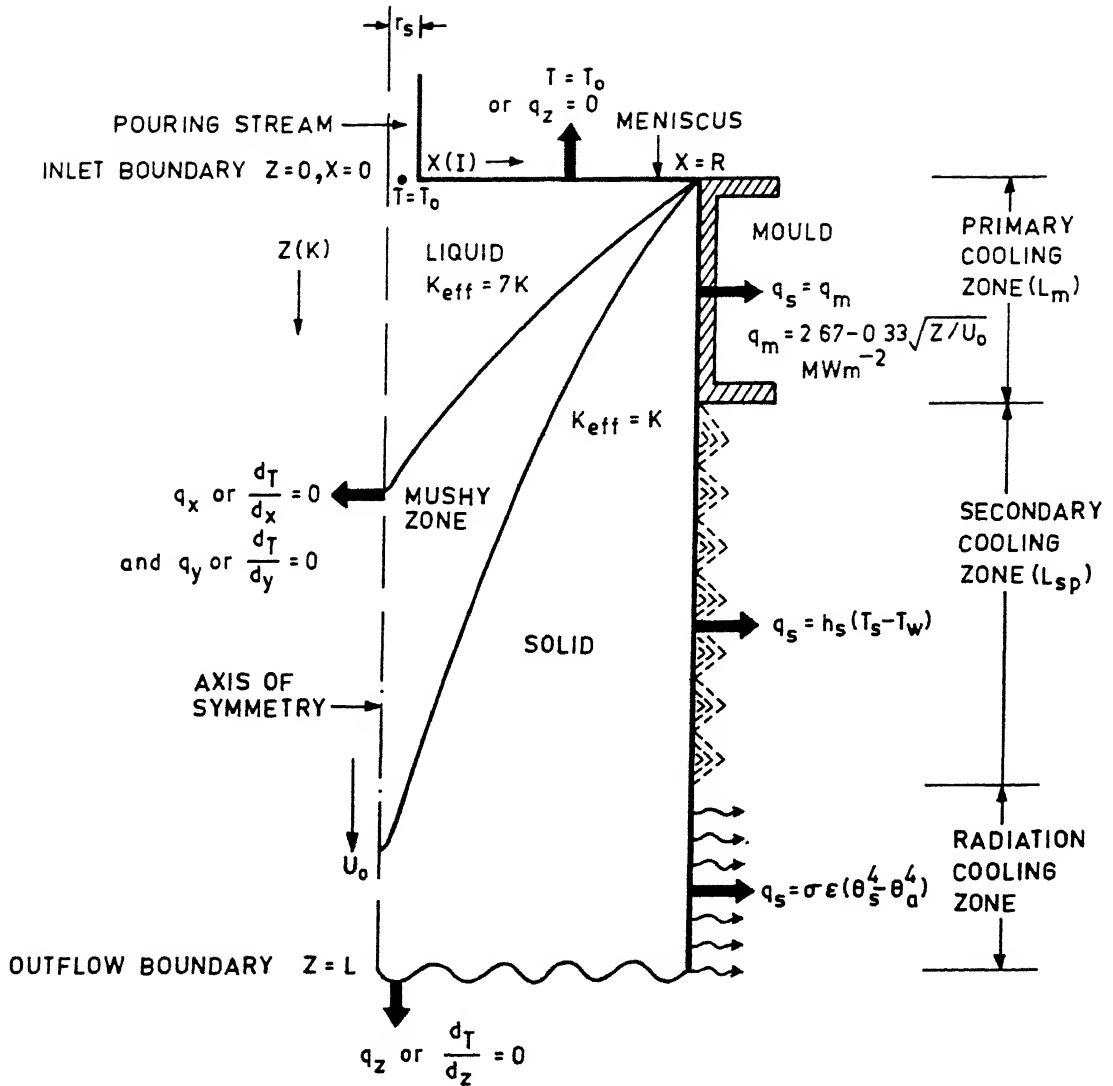 r_s
T = T_o
or q_z = 0
POURING STREAM
MENISCUS
INLET BOUNDARY Z=0, X=0
X(I)
X = R
T = T_o
Z(K)
LIQUID
K_eff = 7K
MOULD
q_s = q_m
q_m = 2 67-0 33√Z/U_o
MWm^-2
PRIMARY
COOLING
ZONE (L_m)
K_eff = K
q_x or dT/dx = 0
and q_y or dT/dy = 0
MUSHY
ZONE
SECONDARY
COOLING
ZONE (L_sp)
q_s = h_s (T_s - T_w)
SOLID
AXIS OF
SYMMETRY
U_o
RADIATION
COOLING
ZONE
q_s = σ ε (θ_s^4 - θ_a^4)
OUTFLOW BOUNDARY Z = L
q_z or dT/dz = 0